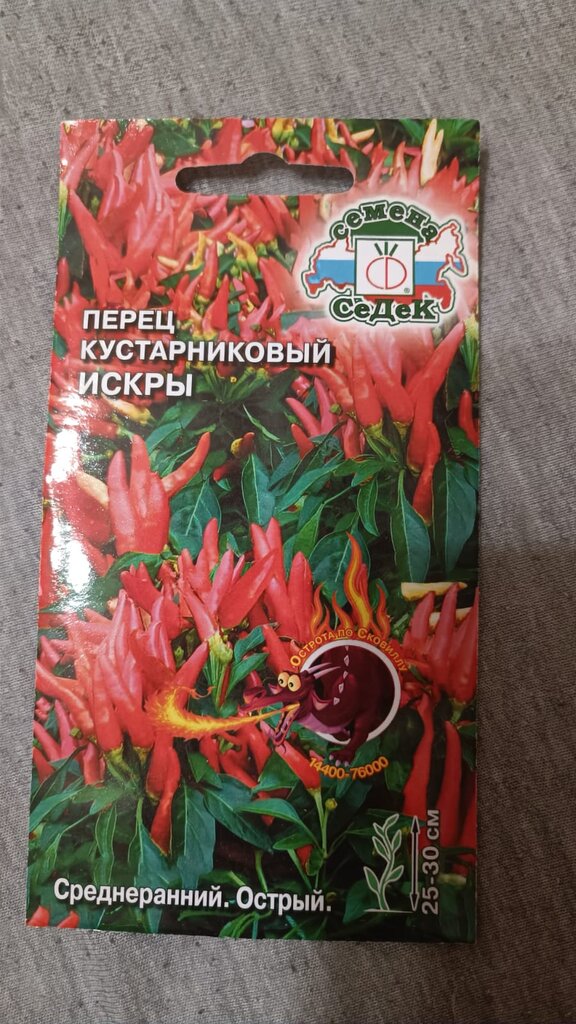 семена
СеДеК
ПЕРЕЦ
КУСТАРНИКОВЫЙ
ИСКРЫ
Острота по Сковиллу
14400-76000
25-30 см
Среднеранний. Острый.